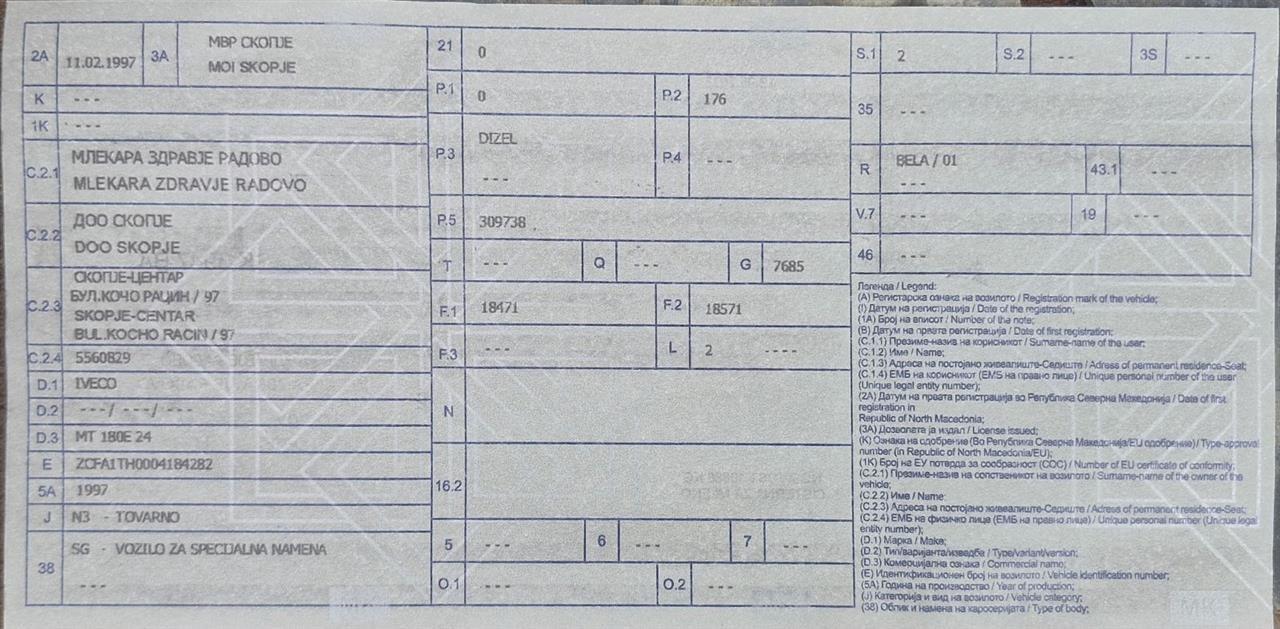 2A 11.02.1997 3A МВР СКОПЈЕ
MOI SKOPJE
K ---
1K ---
C.2.1 МЛЕКАРА ЗДРАВЈЕ РАДОВО
MLEKARA ZDRAVJE RADOVO
C.2.2 ДОО СКОПЈЕ
DOO SKOPJE
C.2.3 СКОПЈЕ-ЦЕНТАР
БУЛ.КОЧО РАЦИН / 97
SKOPJE-CENTAR
BUL.KOCHO RACIN / 97
C.2.4 5560829
D.1 IVECO
D.2 ---/ ---/ ---
D.3 MT 180E 24
E ZCFA1TH0004184282
5A 1997
J N3 - TOVARNO
38 SG - VOZILO ZA SPECIJALNA NAMENA
---
21 0
P.1 0 P.2 176
P.3 DIZEL P.4 ---
---
P.5 309738
T --- Q --- G 7685
F.1 18471 F.2 18571
F.3 --- L 2 ----
N
16.2
5 --- 6 --- 7 ---
O.1 --- O.2 ---
S.1 2 S.2 --- 3S ---
35 ---
R BELA / 01 43.1 ---
---
V.7 --- 19 ---
46 ---
Легенда / Legend:
(A) Регистарска ознака на возилото / Registration mark of the vehicle;
(I) Датум на регистрација / Date of the registration;
(1A) Број на вписот / Number of the note;
(B) Датум на првата регистрација / Date of first registration;
(C.1.1) Презиме-назив на корисникот / Surname-name of the user;
(C.1.2) Име / Name;
(C.1.3) Адреса на постојано живеалиште-Седиште / Adress of permanent residence-Seat;
(C.1.4) ЕМБ на корисникот (ЕМБ на правно лице) / Unique personal number of the user
(Unique legal entity number);
(2A) Датум на првата регистрација во Република Северна Македонија / Date of first
registration in
Republic of North Macedonia;
(3A) Дозволата ја издал / License issued;
(K) Ознака на одобрение (Во Република Северна Македонија/EU одобрение) / Type-approval
number (in Republic of North Macedonia/EU);
(1K) Број на ЕУ потврда за сообразност (COC) / Number of EU certificate of conformity;
(C.2.1) Презиме-назив на сопственикот на возилото / Surname-name of the owner of the
vehicle;
(C.2.2) Име / Name:
(C.2.3) Адреса на постојано живеалиште-Седиште / Adress of permanent residence-Seat;
(C.2.4) ЕМБ на физичко лице (ЕМБ на правно лице) / Unique personal number (Unique legal
entity number);
(D.1) Марка / Make;
(D.2) Тип/варијанта/изведба / Type/variant/version;
(D.3) Комерцијална ознака / Commercial name;
(E) Идентификационен број на возилото / Vehicle identification number;
(5A) Година на производство / Year of production;
(J) Категорија и вид на возилото / Vehicle category;
(38) Облик и намена на каросеријата / Type of body;
MK